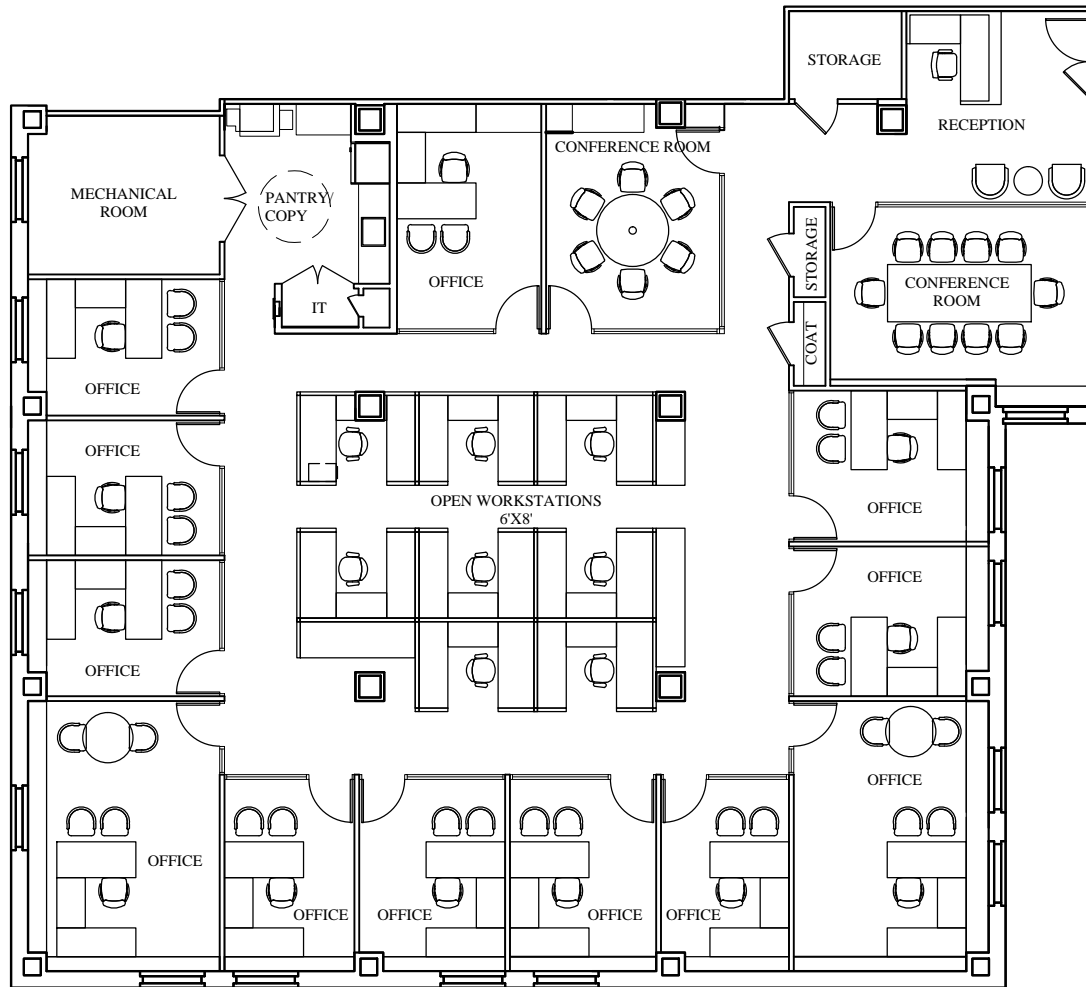 STORAGE
RECEPTION
CONFERENCE ROOM
MECHANICAL
ROOM
PANTRY/
COPY
OFFICE
IT
STORAGE
CONFERENCE
ROOM
COAT
OFFICE
OFFICE
OPEN WORKSTATIONS
6'X8'
OFFICE
OFFICE
OFFICE
OFFICE
OFFICE
OFFICE
OFFICE
OFFICE
OFFICE
OFFICE